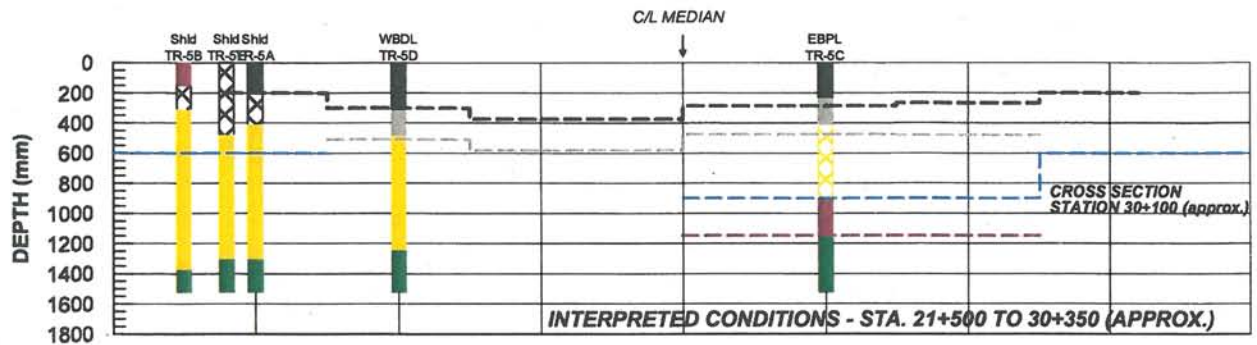 C/L MEDIAN
Shld Shld Shld WBDL EBPL
TR-5B TR-5E TR-5A TR-5D TR-5C
DEPTH (mm)
0
200
400
600
800
1000
1200
1400
1600
1800
CROSS SECTION
STATION 30+100 (approx.)
INTERPRETED CONDITIONS - STA. 21+500 TO 30+350 (APPROX.)